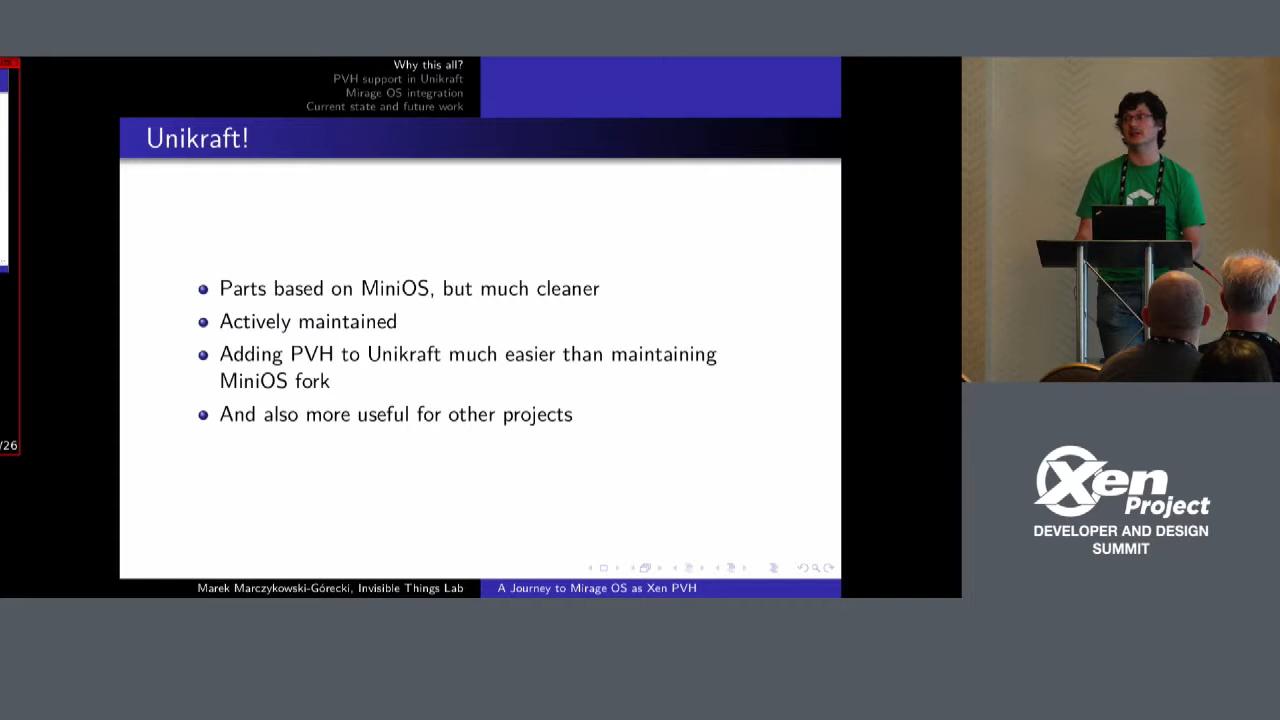 Why this all?
PVH support in Unikraft
Mirage OS integration
Current state and future work
Unikraft!
Parts based on MiniOS, but much cleaner
Actively maintained
Adding PVH to Unikraft much easier than maintaining
MiniOS fork
And also more useful for other projects
/26
Marek Marczykowski-Górecki, Invisible Things Lab
A Journey to Mirage OS as Xen PVH
Xen
Project
DEVELOPER AND DESIGN
SUMMIT